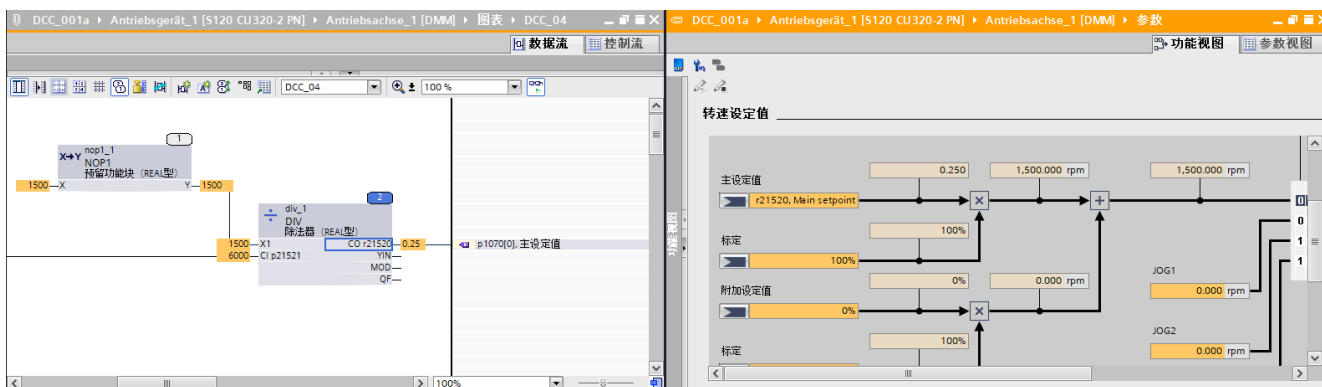 DCC_001a ▸ Antriebsgerät_1 [S120 CU320-2 PN] ▸ Antriebsachse_1 [DMM] ▸ 图表 ▸ DCC_04
数据流
控制流
DCC_04
100 %
1
nop1_1
X→Y
NOP1
预留功能块 (REAL型)
1500
X
Y
1500
2
div_1
÷
DIV
除法器 (REAL型)
1500
X1
CO r21520
0.25
p1070[0], 主设定值
6000
CI p21521
YIN
MOD
QF
100%
DCC_001a ▸ Antriebsgerät_1 [S120 CU320-2 PN] ▸ Antriebsachse_1 [DMM] ▸ 参数
功能视图
参数视图
转速设定值
0.250
1,500.000 rpm
1,500.000 rpm
主设定值
r21520, Main setpoint
×
+
0
0
1
1
100%
标定
100%
附加设定值
0%
0.000 rpm
0%
×
JOG1
0.000 rpm
100%
标定
JOG2
0.000 rpm